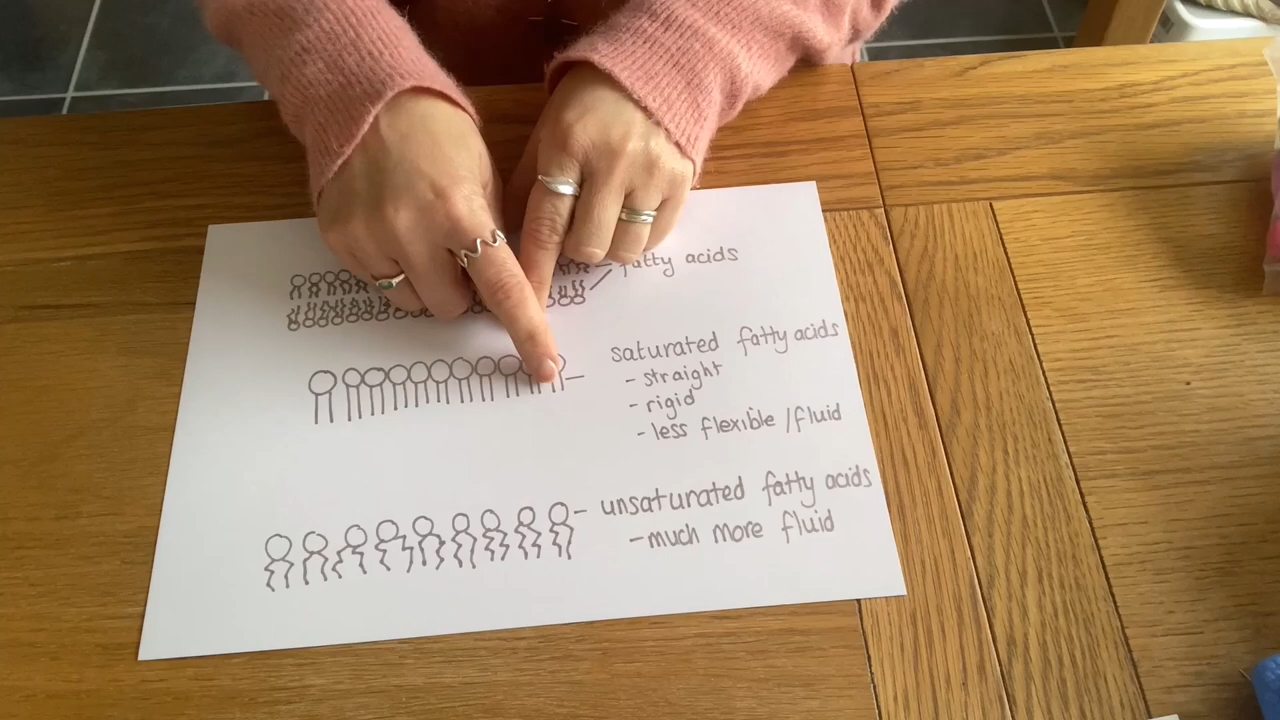 fatty acids
saturated fatty acids
- straight
- rigid
- less flexible /fluid
unsaturated fatty acids
- much more fluid